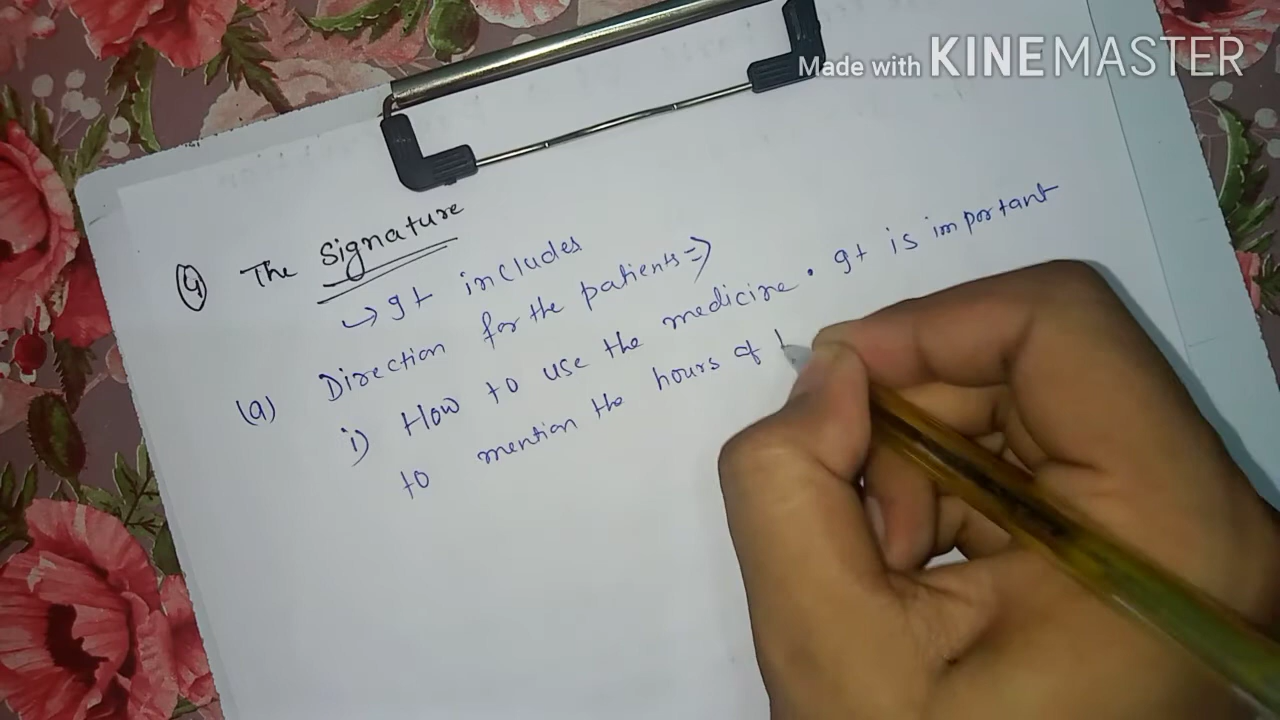 Made with KINEMASTER
9 The Signature
→ It includes
(a) Direction for the patients ⇒
i) How to use the medicine. It is important
to mention the hours of